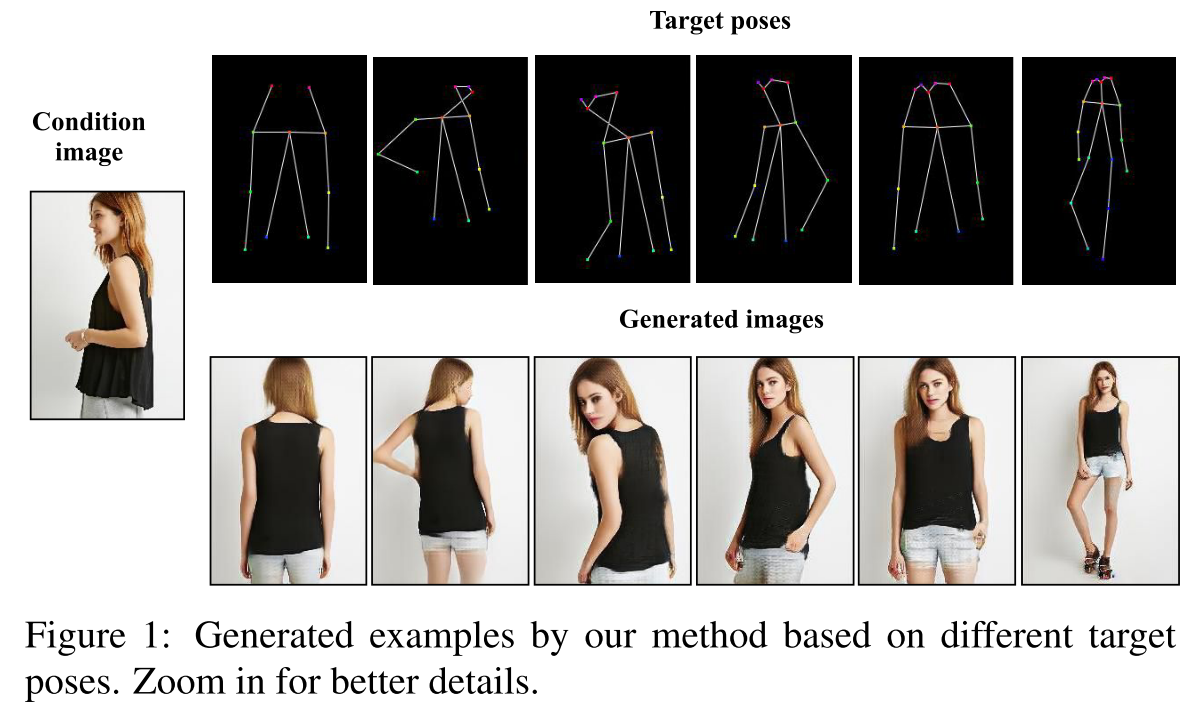 Target poses
Condition
image
Generated images
Figure 1: Generated examples by our method based on different target
poses. Zoom in for better details.